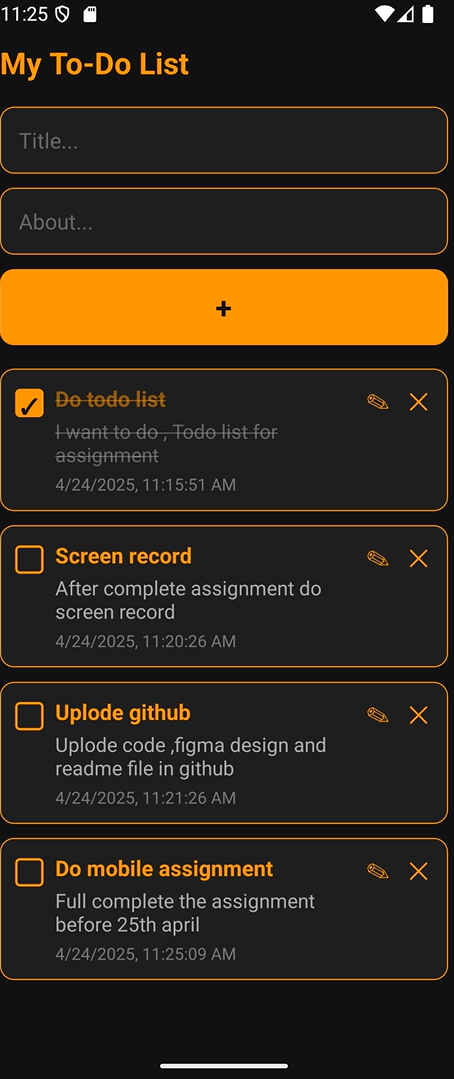 11:25
My To-Do List
Title...
About...
+
Do todo list
I want to do , Todo list for
assignment
4/24/2025, 11:15:51 AM
Screen record
After complete assignment do
screen record
4/24/2025, 11:20:26 AM
Uplode github
Uplode code ,figma design and
readme file in github
4/24/2025, 11:21:26 AM
Do mobile assignment
Full complete the assignment
before 25th april
4/24/2025, 11:25:09 AM